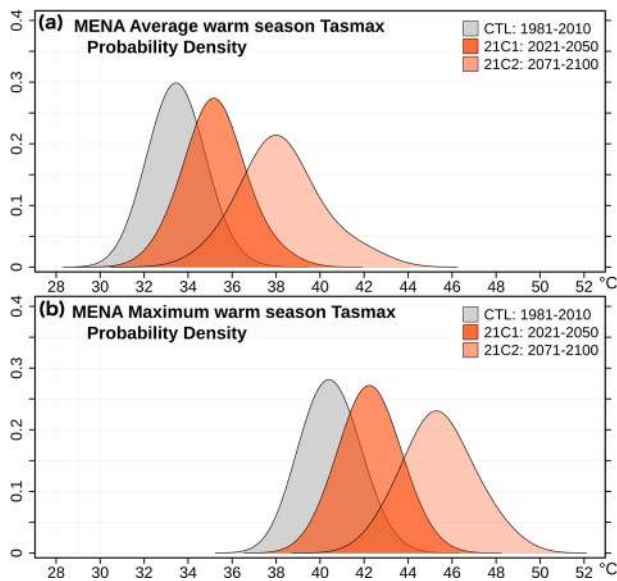 (a) MENA Average warm season Tasmax
Probability Density
CTL: 1981-2010
21C1: 2021-2050
21C2: 2071-2100
0.4
0.3
0.2
0.1
0
28 30 32 34 36 38 40 42 44 46 48 50 52 °C
(b) MENA Maximum warm season Tasmax
Probability Density
CTL: 1981-2010
21C1: 2021-2050
21C2: 2071-2100
0.4
0.3
0.2
0.1
0
28 30 32 34 36 38 40 42 44 46 48 50 52 °C